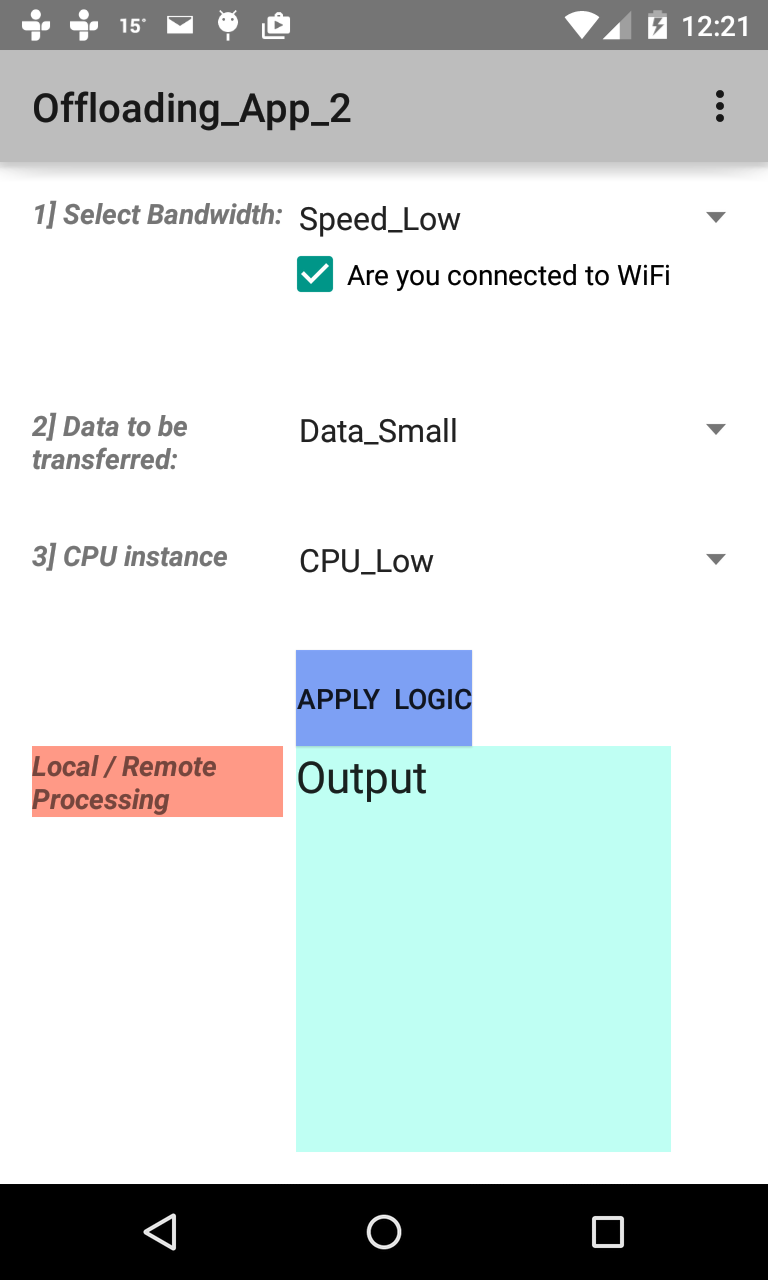 15° 12:21
Offloading_App_2
1] Select Bandwidth: Speed_Low
Are you connected to WiFi
2] Data to be
transferred:
Data_Small
3] CPU instance CPU_Low
APPLY LOGIC
Local / Remote
Processing
Output